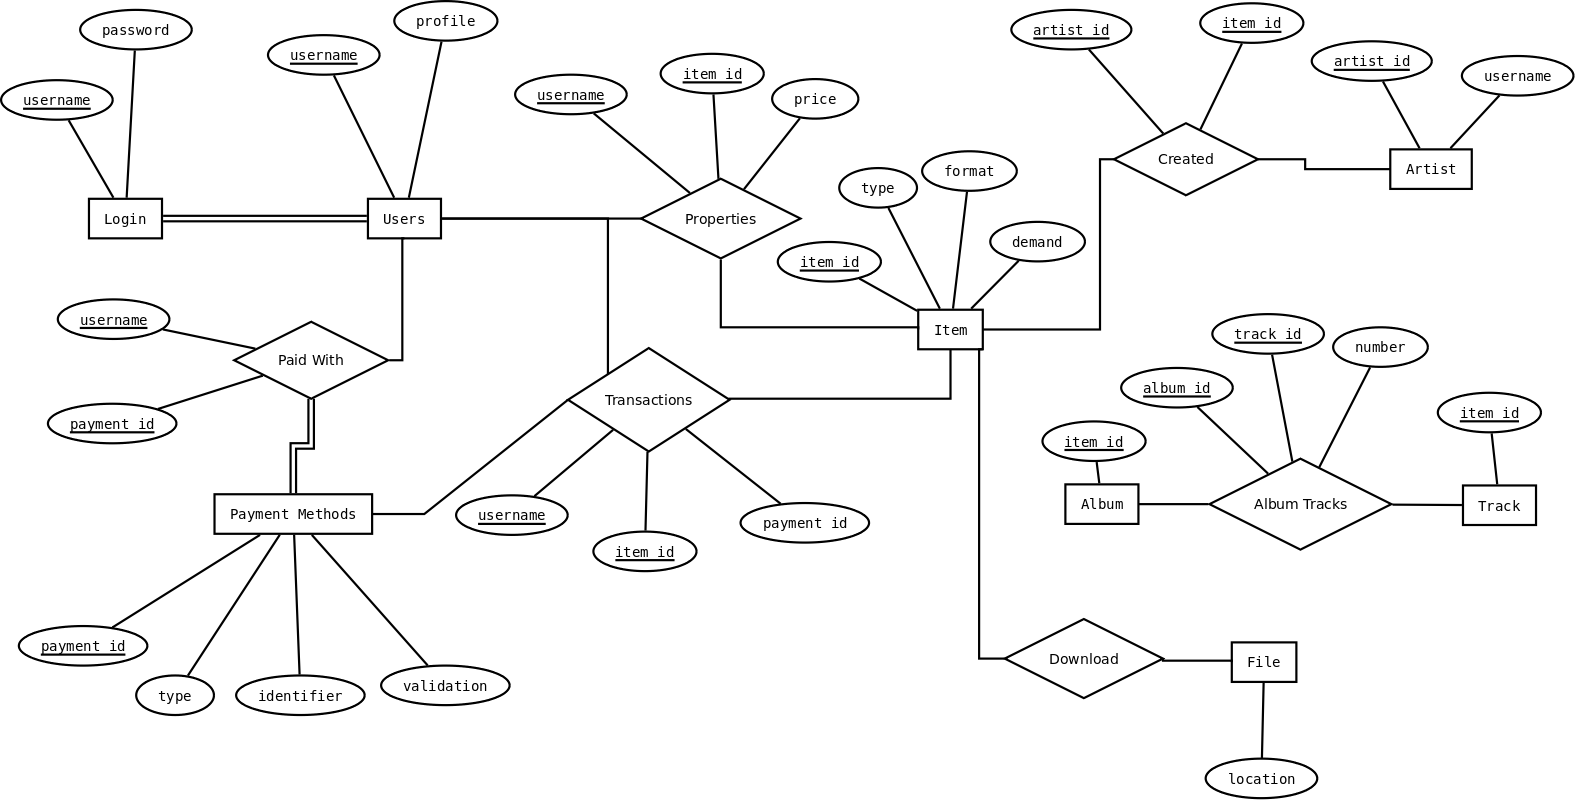 profile
password
username
artist id
item id
username
artist id
username
item id
username
price
username
Created
Artist
type
format
Login
Users
Properties
demand
item id
username
Item
track id
number
Paid With
album id
Transactions
item id
item id
payment id
Album
Album Tracks
Track
Payment Methods
username
payment id
item id
payment id
Download
File
type
identifier
validation
location